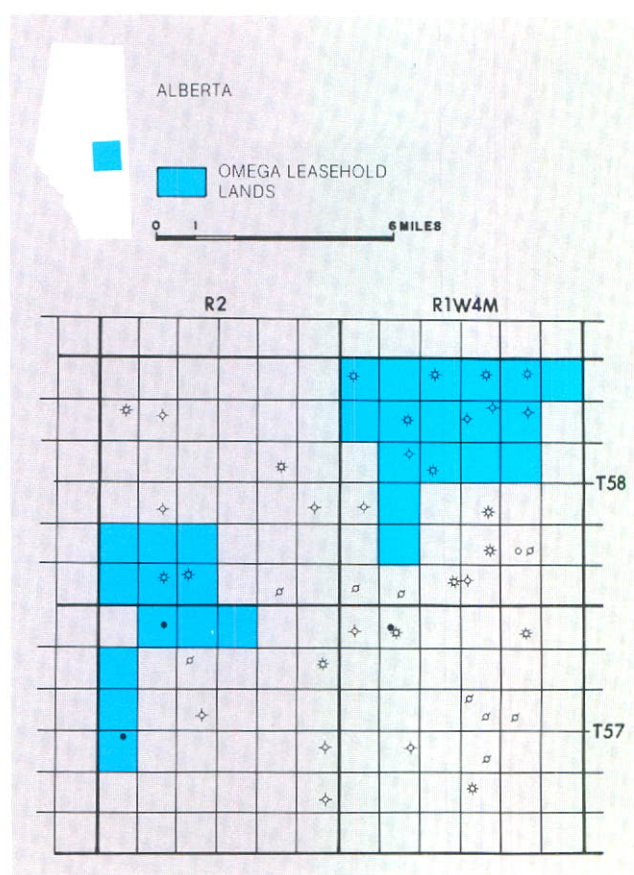 ALBERTA
OMEGA LEASEHOLD
LANDS
0 1 6 MILES
R2 R1W4M
T58
T57